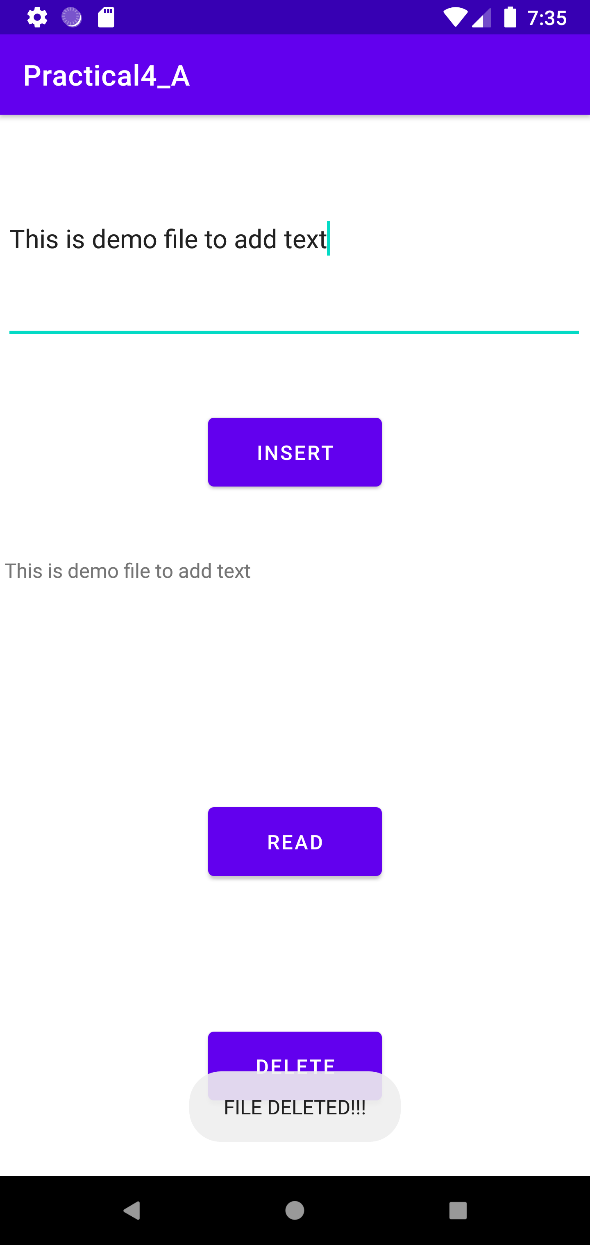 7:35
Practical4_A
This is demo file to add text
INSERT
This is demo file to add text
READ
DELETE
FILE DELETED!!!